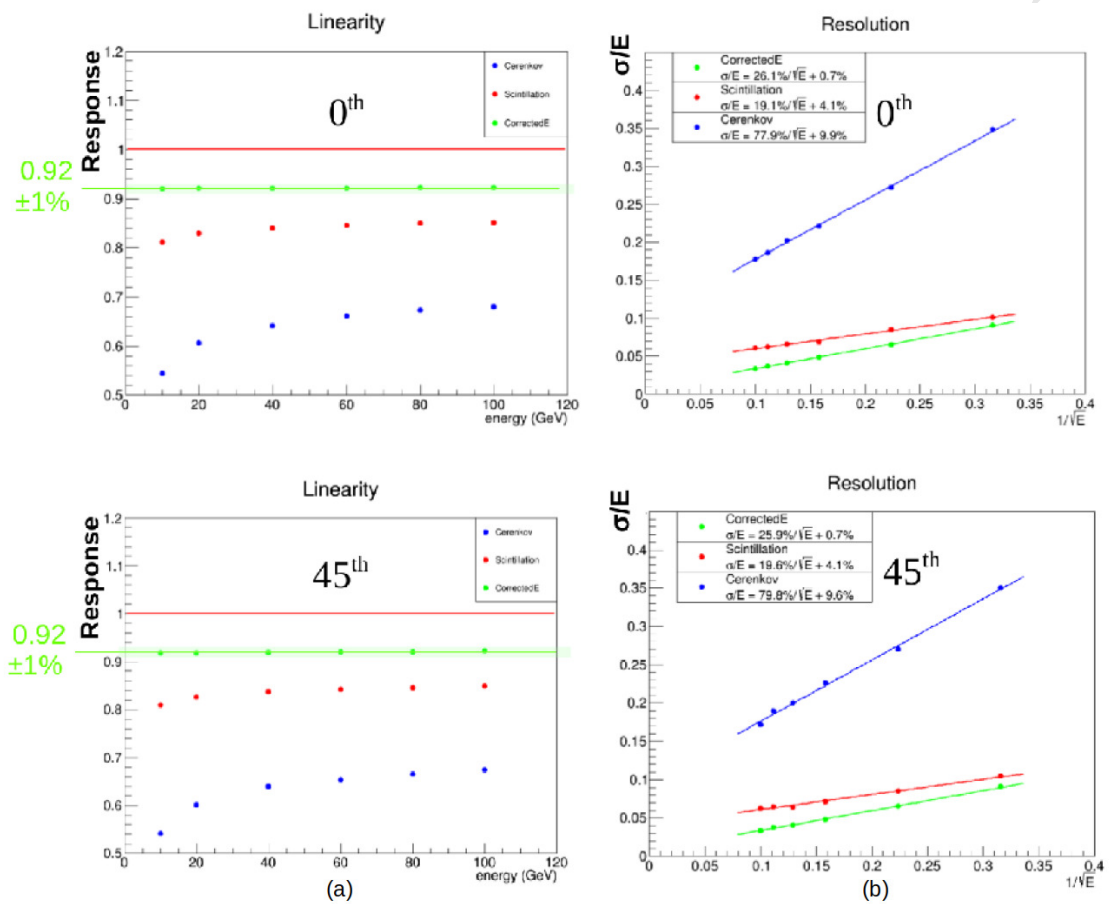 Linearity
Response
1.2
1.1
1
0.9
0.8
0.7
0.6
0.5
0
20
40
60
80
100
120
energy (GeV)
Cerenkov
Scintillation
CorrectedE
0th
0.92
±1%
Resolution
σ/E
0.4
0.35
0.3
0.25
0.2
0.15
0.1
0.05
0
0
0.05
0.1
0.15
0.2
0.25
0.3
0.35
0.4
1/√E
CorrectedE
σ/E = 26.1%/√E + 0.7%
Scintillation
σ/E = 19.1%/√E + 4.1%
Cerenkov
σ/E = 77.9%/√E + 9.9%
0th
Linearity
Response
1.2
1.1
1
0.9
0.8
0.7
0.6
0.5
0
20
40
60
80
100
120
energy (GeV)
Cerenkov
Scintillation
CorrectedE
45th
0.92
±1%
(a)
Resolution
σ/E
0.4
0.35
0.3
0.25
0.2
0.15
0.1
0.05
0
0
0.05
0.1
0.15
0.2
0.25
0.3
0.35
0.4
1/√E
CorrectedE
σ/E = 25.9%/√E + 0.7%
Scintillation
σ/E = 19.6%/√E + 4.1%
Cerenkov
σ/E = 79.8%/√E + 9.6%
45th
(b)